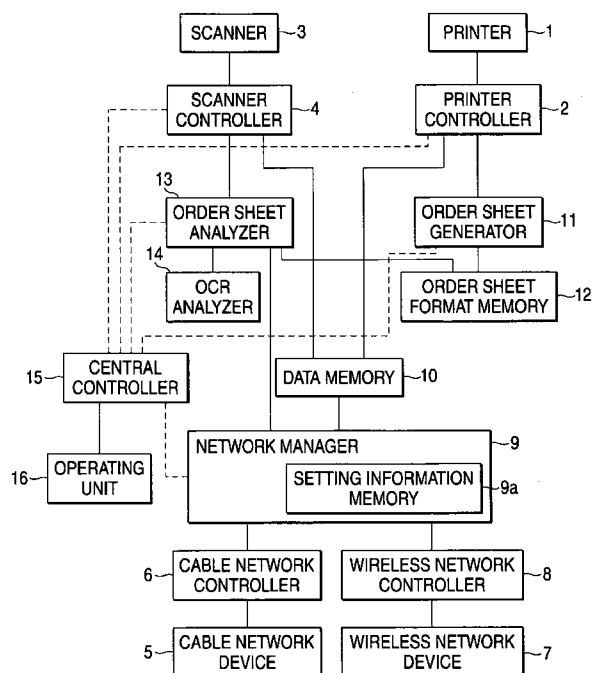 SCANNER
3
PRINTER
1
SCANNER
CONTROLLER
4
PRINTER
CONTROLLER
2
13
ORDER SHEET
ANALYZER
ORDER SHEET
GENERATOR
11
14
OCR
ANALYZER
ORDER SHEET
FORMAT MEMORY
12
15
CENTRAL
CONTROLLER
DATA MEMORY
10
16
OPERATING
UNIT
NETWORK MANAGER
9
SETTING INFORMATION
MEMORY
9a
6
CABLE NETWORK
CONTROLLER
WIRELESS NETWORK
CONTROLLER
8
5
CABLE NETWORK
DEVICE
WIRELESS NETWORK
DEVICE
7